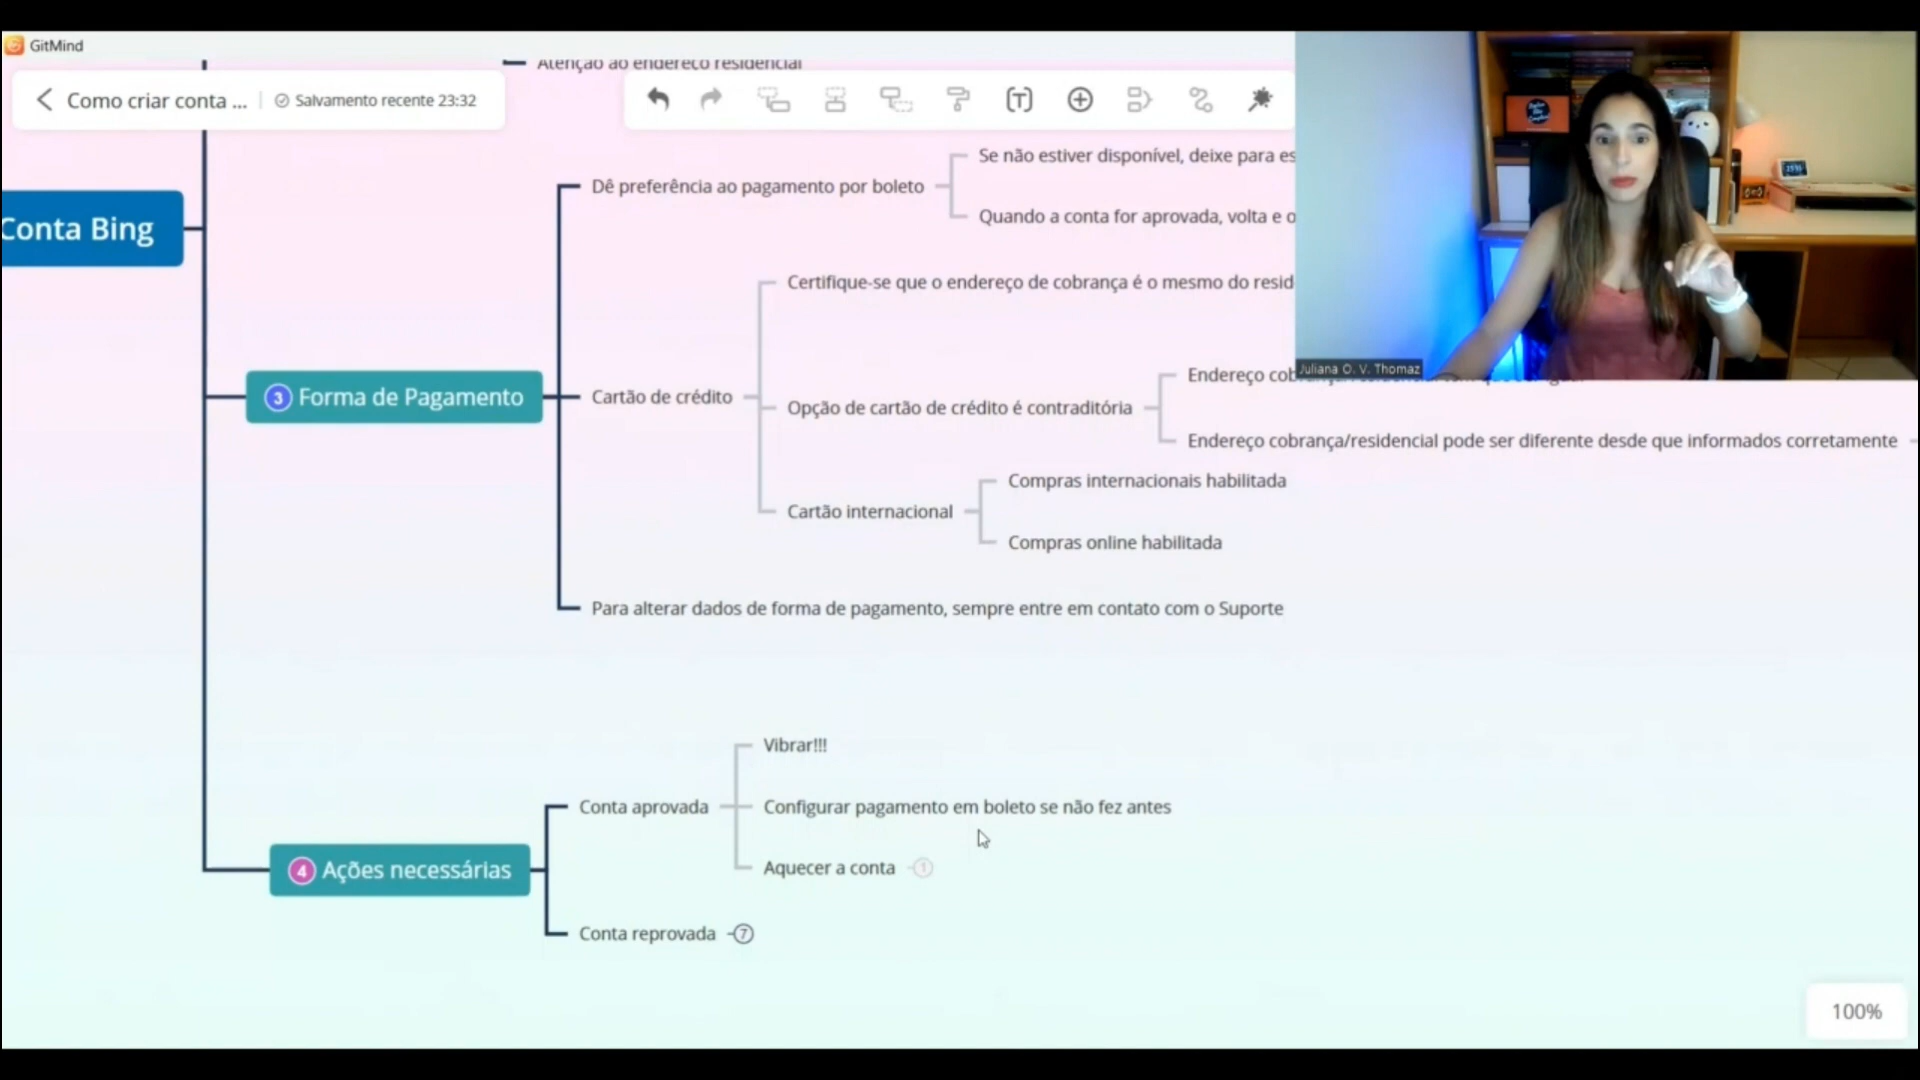 GitMind
Atenção ao endereço residencial
Como criar conta ...
Salvamento recente 23:32
Se não estiver disponível, deixe para
Dê preferência ao pagamento por boleto
Quando a conta for aprovada, volta e
Conta Bing
Certifique-se que o endereço de cobrança é o mesmo do
Juliana O. V. Thomaz
Endereço
3 Forma de Pagamento
Cartão de crédito
Opção de cartão de crédito é contraditória
Endereço cobrança/residencial pode ser diferente desde que informados corretamente
Compras internacionais habilitada
Cartão internacional
Compras online habilitada
Para alterar dados de forma de pagamento, sempre entre em contato com o Suporte
Vibrar!!!
Conta aprovada
Configurar pagamento em boleto se não fez antes
4 Ações necessárias
Aquecer a conta 1
Conta reprovada 7
100%